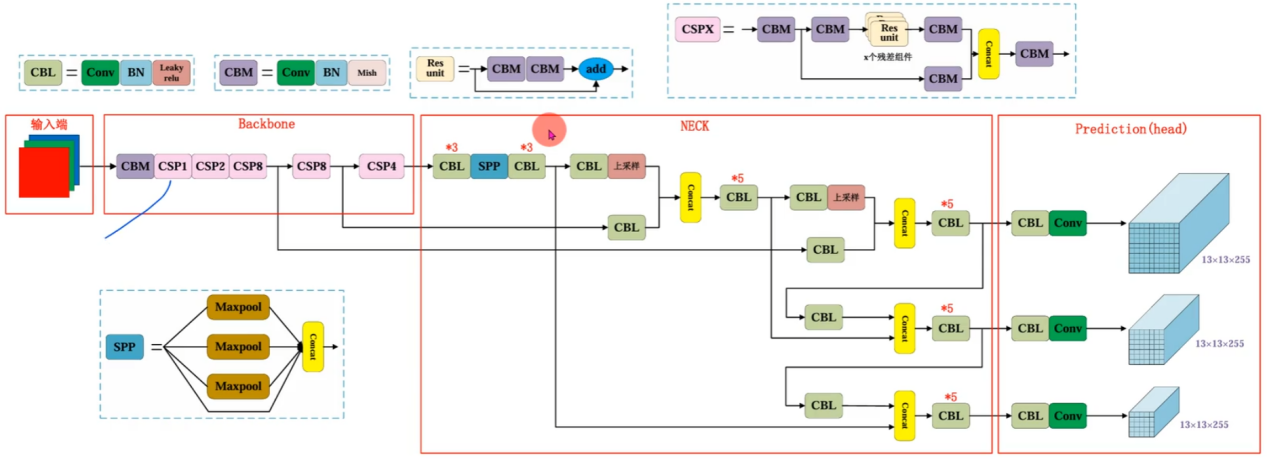 CSPX = CBM CBM Res unit CBM Concat CBM
x个残差组件
CBM
CBL = Conv BN Leaky relu
CBM = Conv BN Mish
Res unit = CBM CBM add
输入端
Backbone
NECK
Prediction(head)
*3 *3
CBM CSP1 CSP2 CSP8 CSP8 CSP4 CBL SPP CBL CBL 上采样
Concat
*5
CBL CBL 上采样
CBL
Concat
*5
CBL CBL Conv
13×13×255
CBL
SPP = Maxpool Maxpool Maxpool Concat
CBL Concat
*5
CBL CBL Conv
13×13×255
CBL Concat
*5
CBL CBL Conv
13×13×255